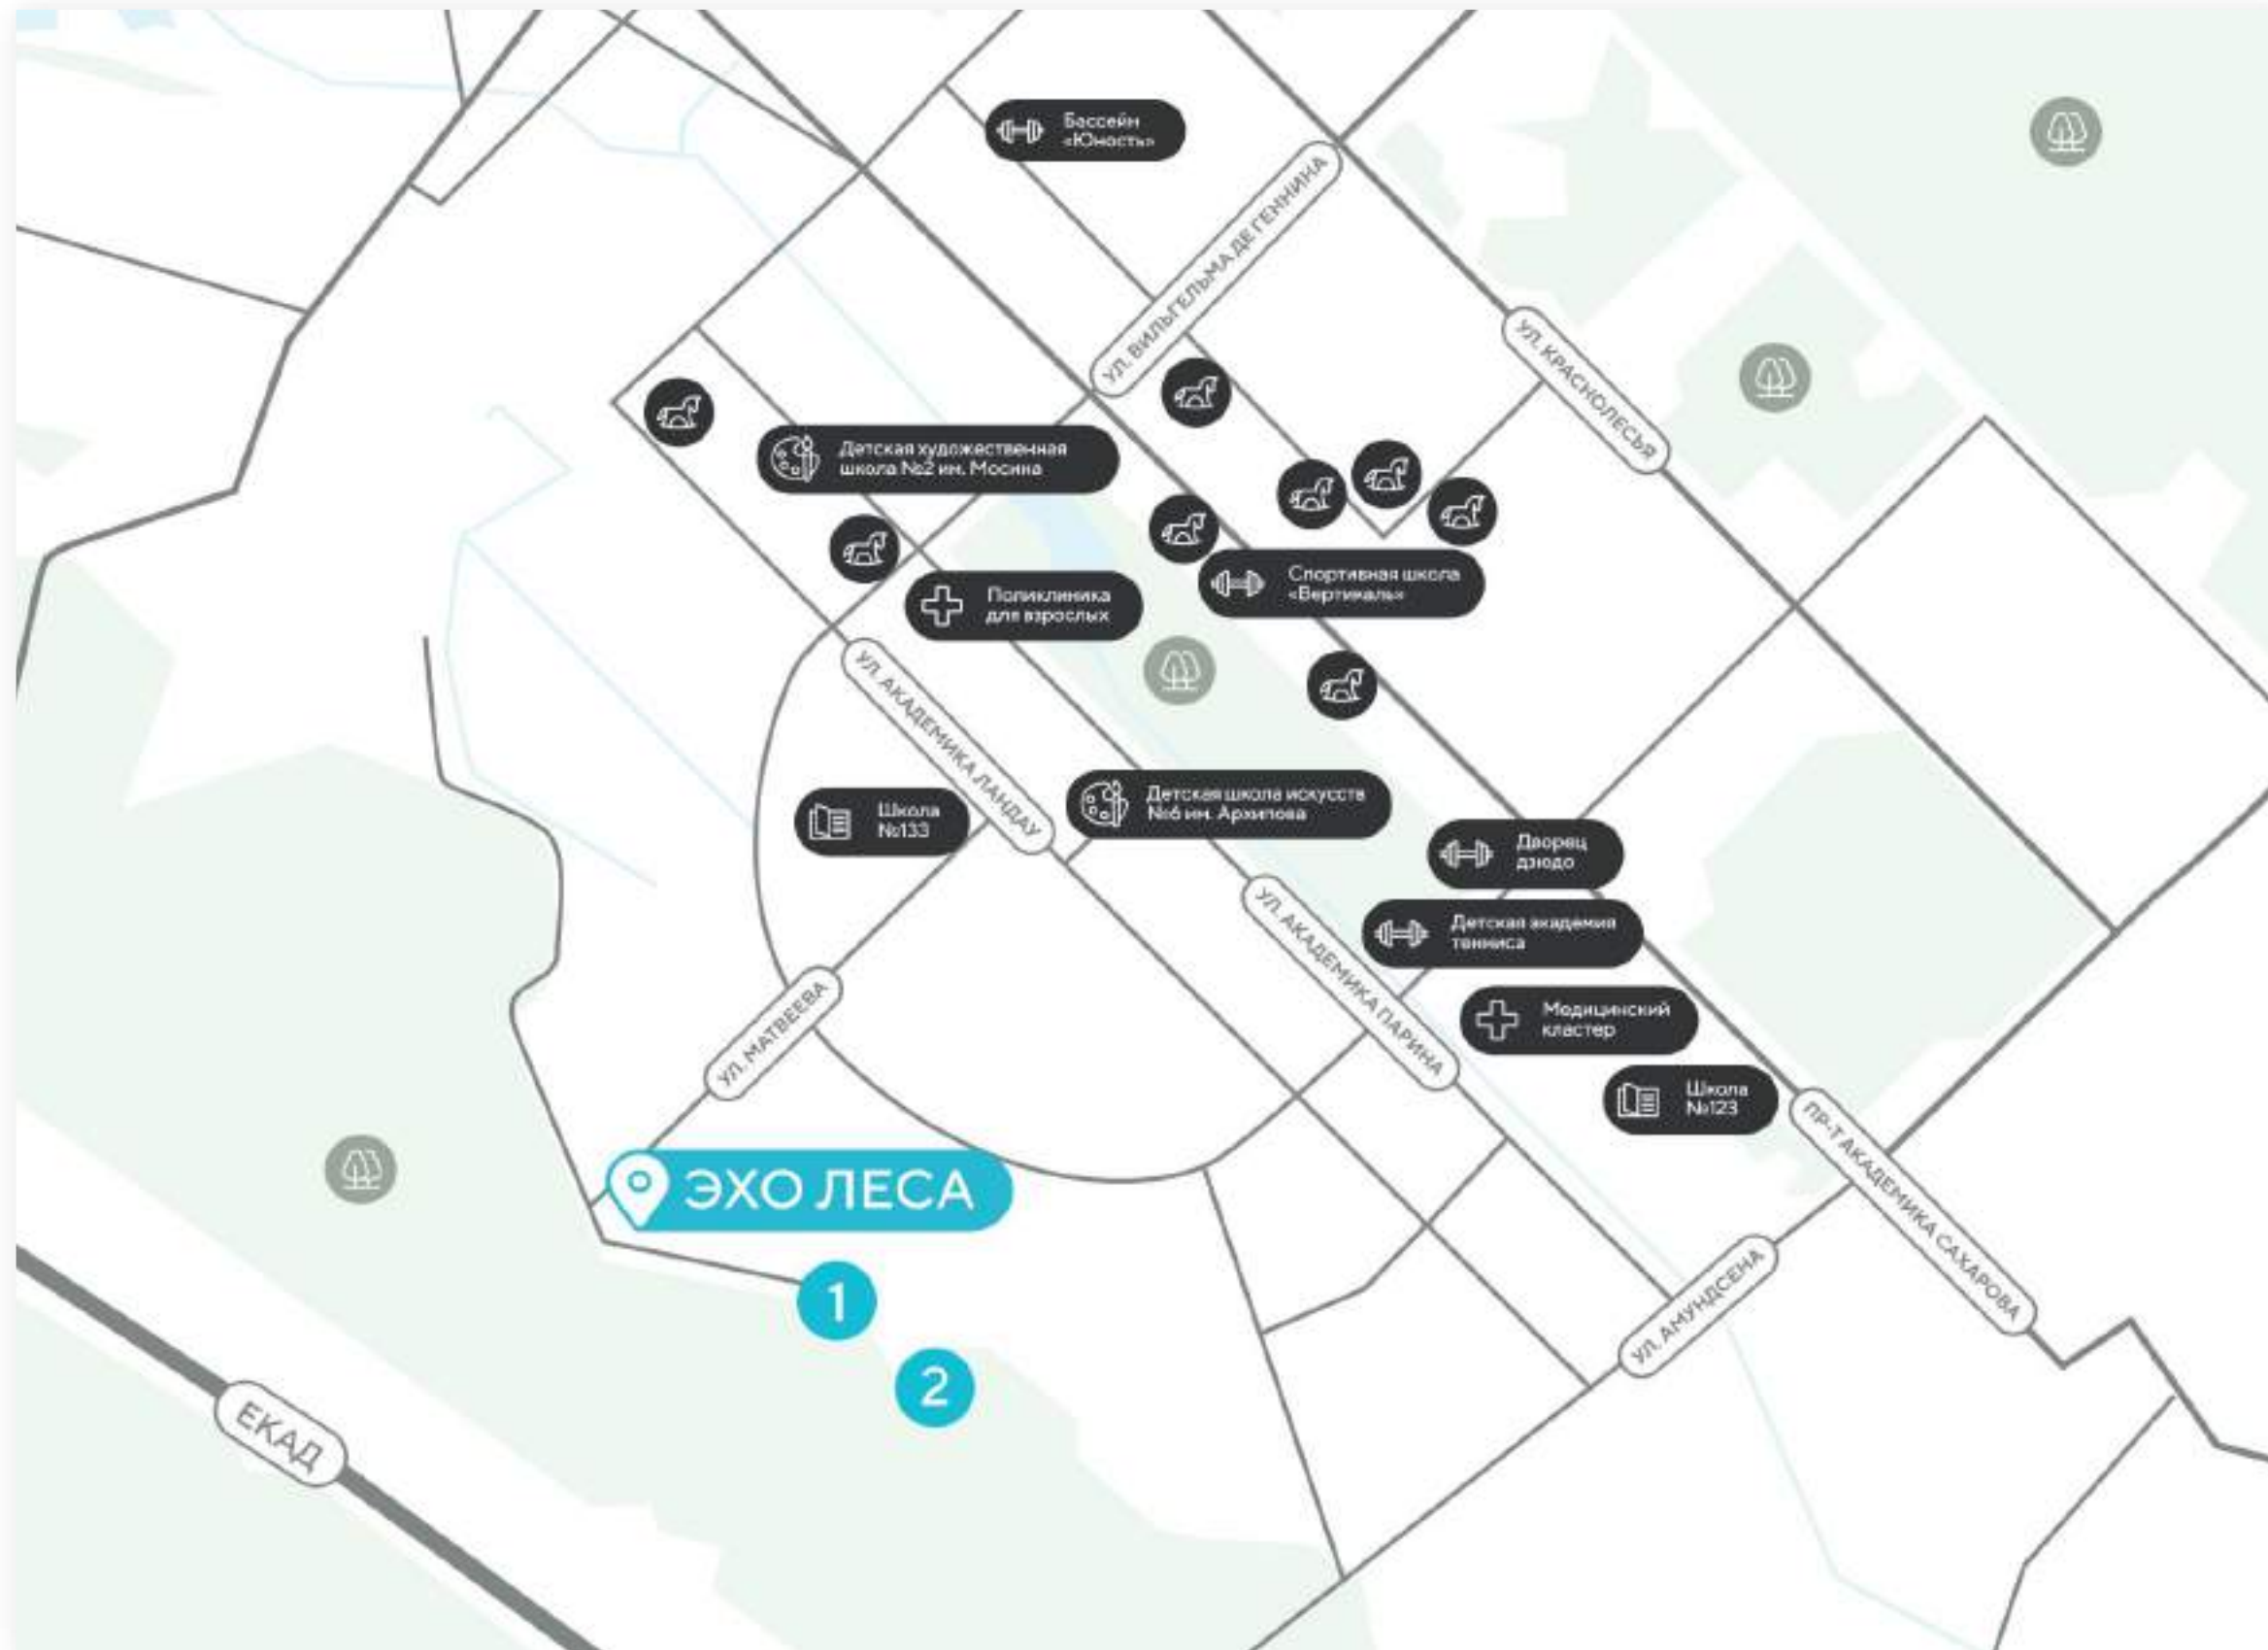 Бассейн
«Юность»
УЛ. ВИЛЬГЕЛЬМА ДЕ ГЕННИНА
УЛ. КРАСНОЛЕСЬЯ
Детская художественная
школа №2 им. Мосина
Спортивная школа
«Вертикаль»
Поликлиника
для взрослых
УЛ. АКАДЕМИКА ЛАНДАУ
Школа
№133
Детская школа искусств
№6 им. Архипова
Дворец
дзюдо
Детская академия
тенниса
УЛ. АКАДЕМИКА ПАРИНА
УЛ. МАТВЕЕВА
Медицинский
кластер
Школа
№123
ПР-Т АКАДЕМИКА САХАРОВА
ЭХО ЛЕСА
1
2
УЛ. АМУНДСЕНА
ЕКАД